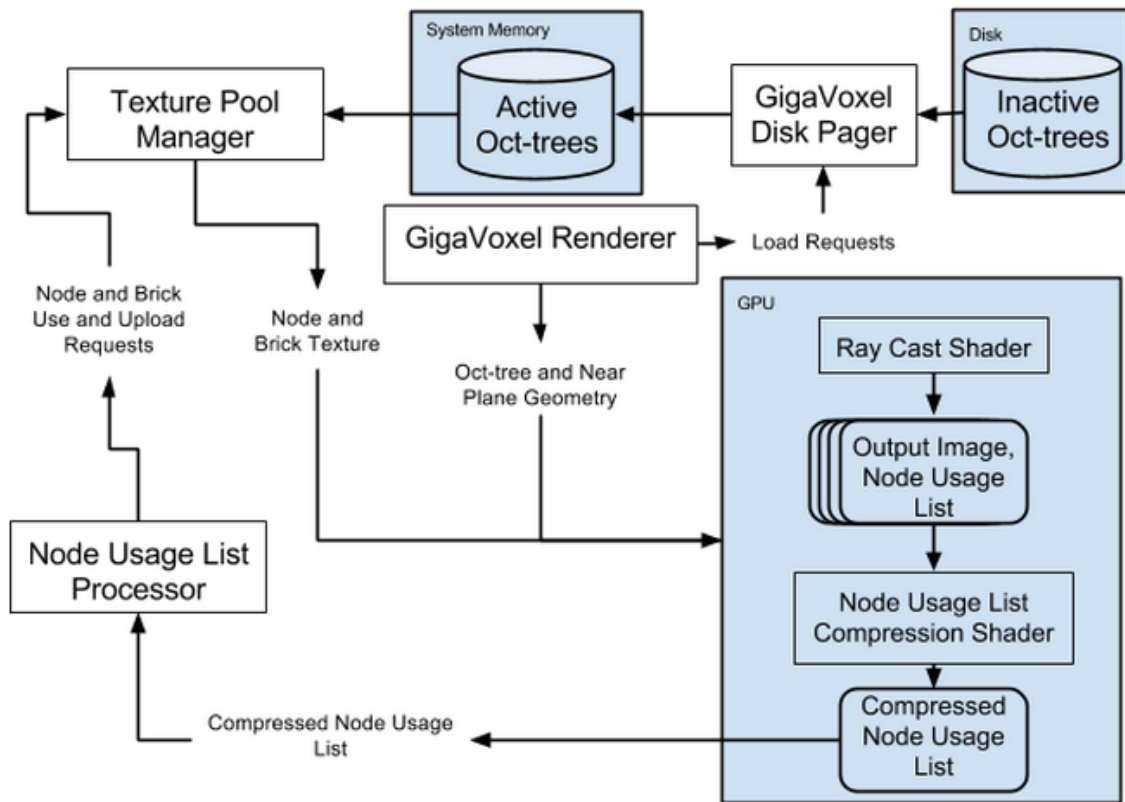 System Memory
Disk
Texture Pool
Manager
Active
Oct-trees
GigaVoxel
Disk Pager
Inactive
Oct-trees
GigaVoxel Renderer
Load Requests
Node and Brick
Use and Upload
Requests
Node and
Brick Texture
Oct-tree and Near
Plane Geometry
GPU
Ray Cast Shader
Output Image,
Node Usage
List
Node Usage List
Processor
Node Usage List
Compression Shader
Compressed Node Usage
List
Compressed
Node Usage
List